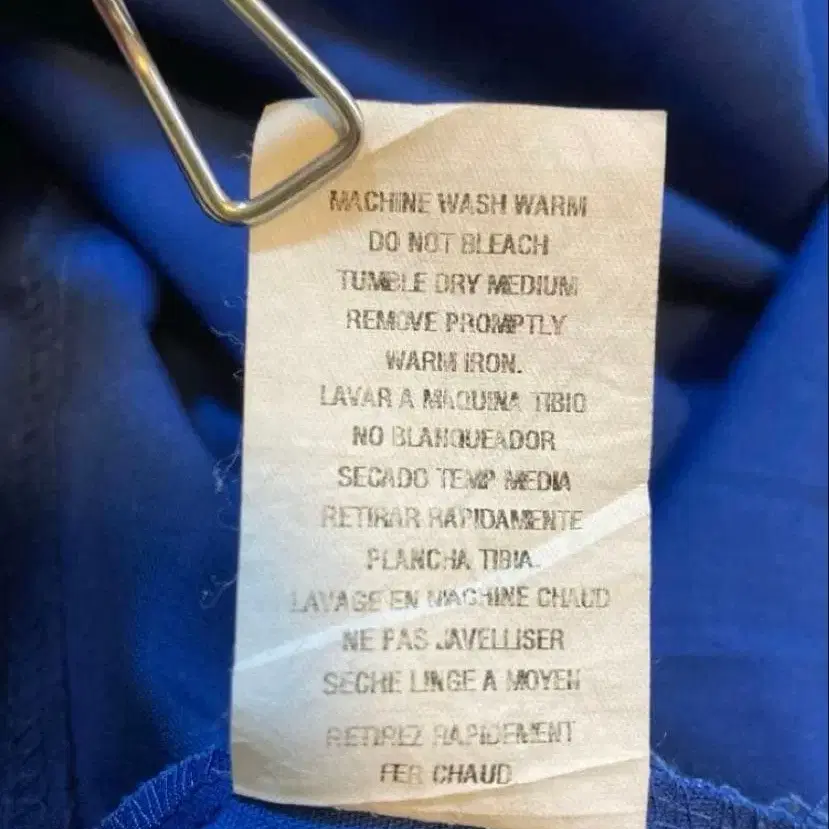 MACHINE WASH WARM
DO NOT BLEACH
TUMBLE DRY MEDIUM
REMOVE PROMPTLY
WARM IRON.
LAVAR A MAQUINA TIBIO
NO BLANQUEADOR
SECADO TEMP MEDIA
RETIRAR RAPIDAMENTE
PLANCHA TIBIA.
LAVAGE EN MACHINE CHAUD
NE PAS JAVELLISER
SECHE LINGE A MOYEN
RETIREZ RAPIDEMENT
FER CHAUD